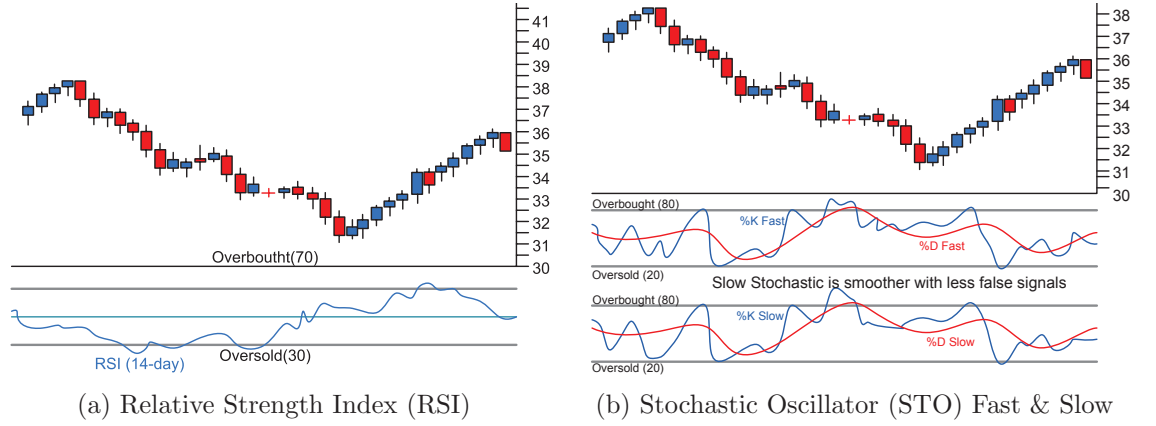 41
40
39
38
37
36
35
34
33
32
31
30
Overboutht(70)
Oversold(30)
RSI (14-day)
(a) Relative Strength Index (RSI)
38
37
36
35
34
33
32
31
30
Overbought (80)
%K Fast
%D Fast
Oversold (20)
Slow Stochastic is smoother with less false signals
Overbought (80)
%K Slow
%D Slow
Oversold (20)
(b) Stochastic Oscillator (STO) Fast & Slow